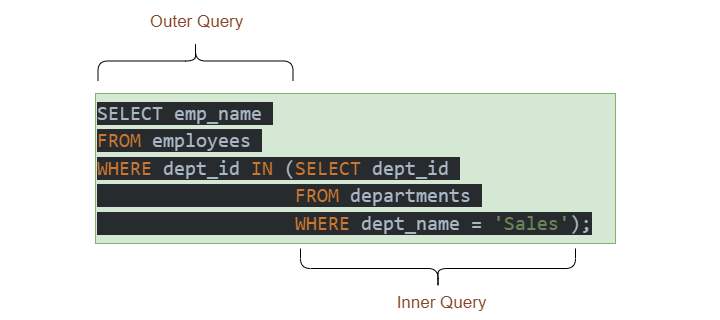 Outer Query
SELECT emp_name
FROM employees
WHERE dept_id IN (SELECT dept_id
FROM departments
WHERE dept_name = 'Sales');
Inner Query